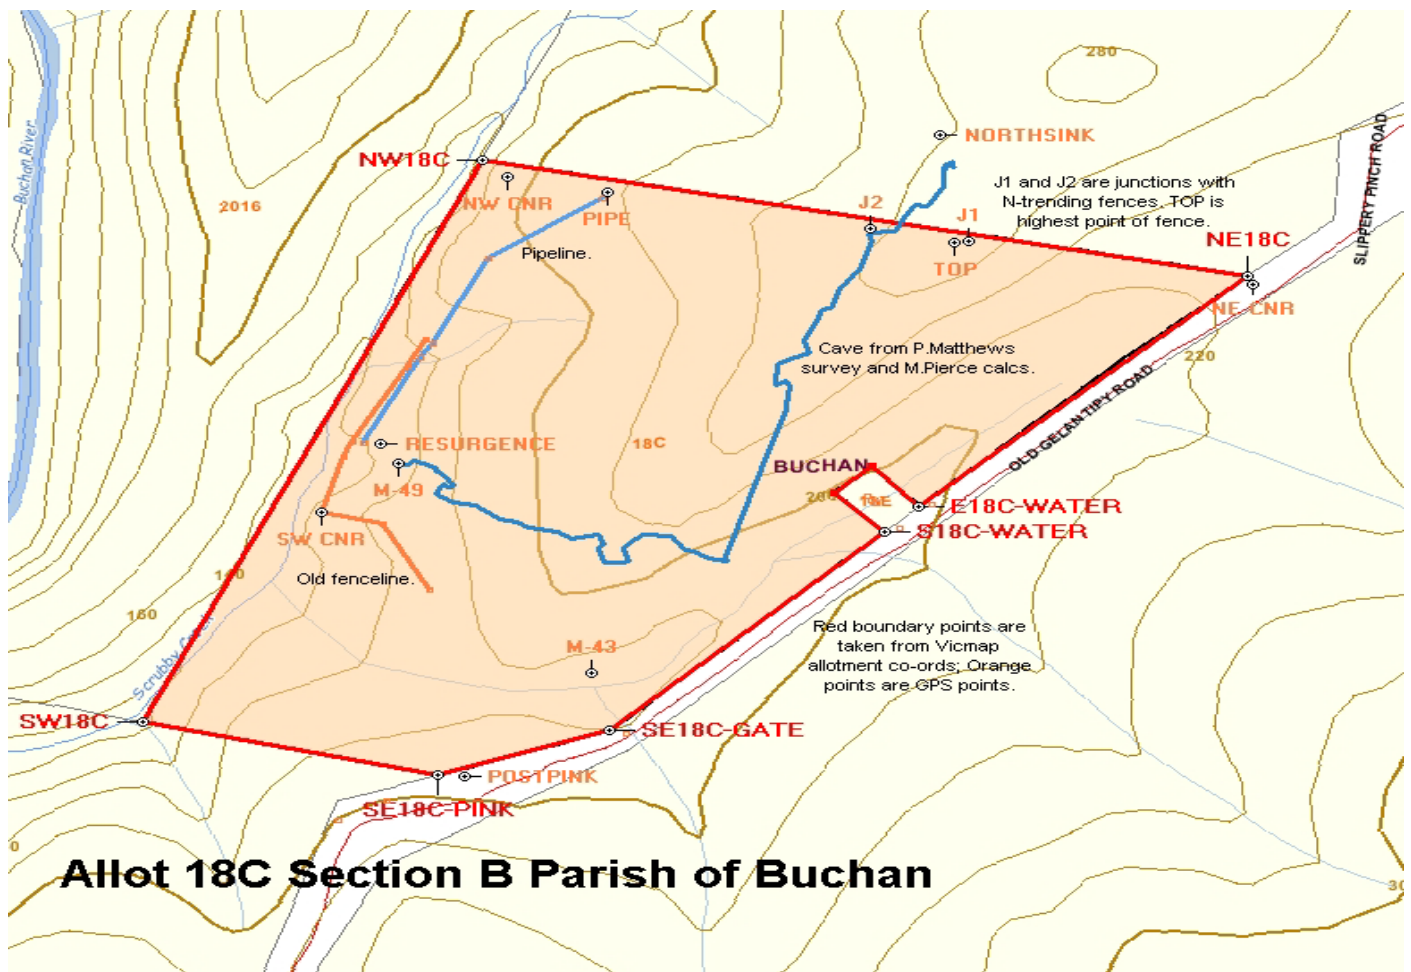 280
NORTHSINK
NW18C
J1 and J2 are junctions with
N-trending fences. TOP is
highest point of fence.
SLIPPERY PINCH ROAD
Buchan River
2016
NW CNR
PIPE
J2
J1
TOP
NE18C
NE CNR
Pipeline.
Cave from P.Matthews
survey and M.Pierce calcs.
220
OLD GELANTIPY ROAD
RESURGENCE
18C
BUCHAN
M-49
E18C-WATER
S18C-WATER
SW CNR
Old fenceline.
140
160
Scrubby Creek
M-43
Red boundary points are
taken from Vicmap
allotment co-ords; Orange
points are GPS points.
SW18C
SE18C-GATE
POSTPINK
SE18C-PINK
Allot 18C Section B Parish of Buchan